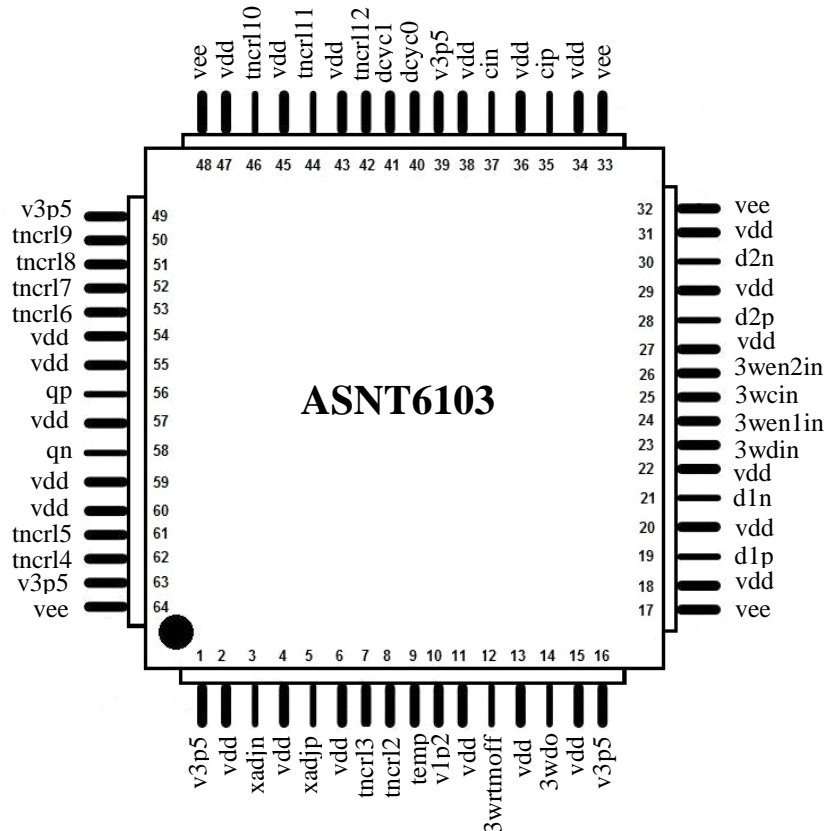 vee vdd tncrl10 vdd tncrl11 vdd tncrl12 dcyc1 dcyc0 v3p5 vdd cin vdd cip vdd vee
48 47 46 45 44 43 42 41 40 39 38 37 36 35 34 33
v3p5 49
tncrl9 50
tncrl8 51
tncrl7 52
tncrl6 53
vdd 54
vdd 55
qp 56
vdd 57
qn 58
vdd 59
vdd 60
tncrl5 61
tncrl4 62
v3p5 63
vee 64
ASNT6103
32 vee
31 vdd
30 d2n
29 vdd
28 d2p
27 vdd
26 3wen2in
25 3wcin
24 3wen1in
23 3wdin
22 vdd
21 d1n
20 vdd
19 d1p
18 vdd
17 vee
1 2 3 4 5 6 7 8 9 10 11 12 13 14 15 16
v3p5 vdd xadjn vdd xadjp vdd tncrl3 tncrl2 temp v1p2 vdd 3wrtmoff vdd 3wdo vdd v3p5